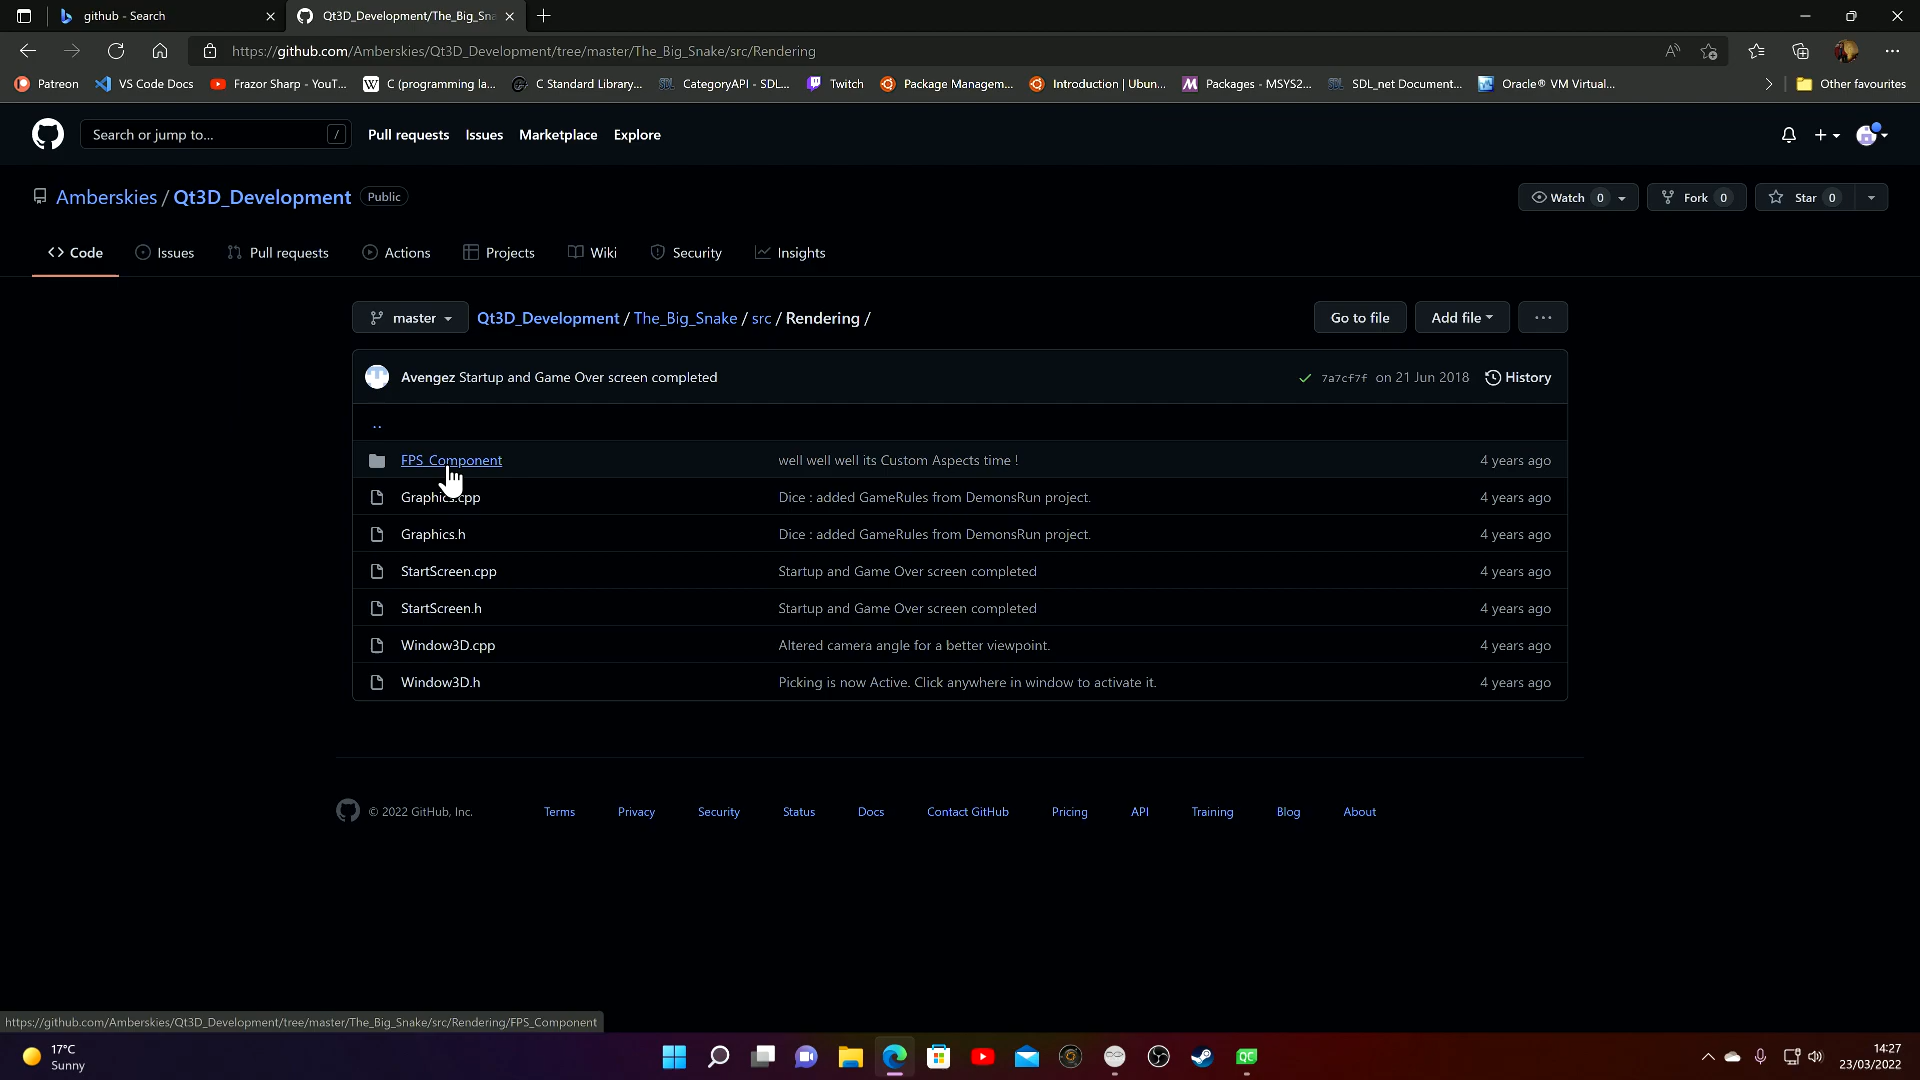 github - Search
Qt3D_Development/The_Big_Sna
https://github.com/Amberskies/Qt3D_Development/tree/master/The_Big_Snake/src/Rendering
Patreon
VS Code Docs
Frazor Sharp - YouT...
C (programming la...
C Standard Library...
CategoryAPI - SDL...
Twitch
Package Managem...
Introduction | Ubun...
Packages - MSYS2...
SDL_net Document...
Oracle® VM Virtual...
Other favourites
Search or jump to... /
Pull requests Issues Marketplace Explore
Amberskies / Qt3D_Development Public
Watch 0
Fork 0
Star 0
Code
Issues
Pull requests
Actions
Projects
Wiki
Security
Insights
master
Qt3D_Development / The_Big_Snake / src / Rendering /
Go to file
Add file
Avengez Startup and Game Over screen completed
7a7cf7f on 21 Jun 2018
History
..
FPS_Component well well well its Custom Aspects time ! 4 years ago
Graphics.cpp Dice : added GameRules from DemonsRun project. 4 years ago
Graphics.h Dice : added GameRules from DemonsRun project. 4 years ago
StartScreen.cpp Startup and Game Over screen completed 4 years ago
StartScreen.h Startup and Game Over screen completed 4 years ago
Window3D.cpp Altered camera angle for a better viewpoint. 4 years ago
Window3D.h Picking is now Active. Click anywhere in window to activate it. 4 years ago
© 2022 GitHub, Inc.
Terms
Privacy
Security
Status
Docs
Contact GitHub
Pricing
API
Training
Blog
About
https://github.com/Amberskies/Qt3D_Development/tree/master/The_Big_Snake/src/Rendering/FPS_Component
17°C
Sunny
QC
14:27
23/03/2022